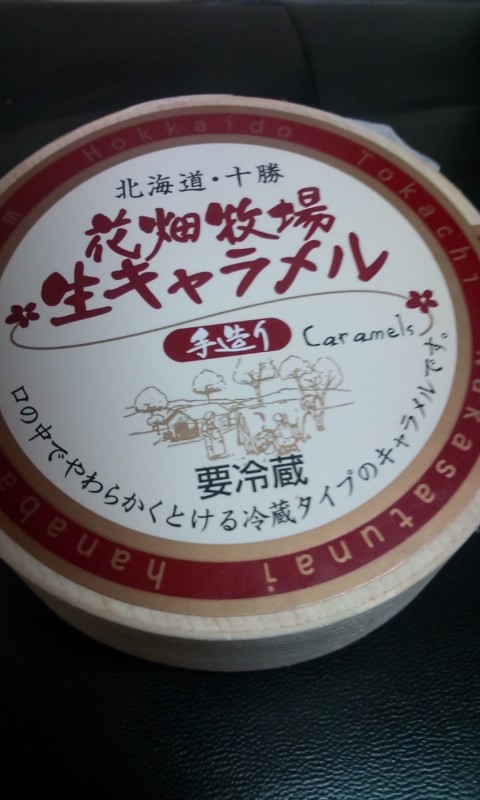 Hokkaido Tokachi Nakasatunai hanaba
北海道・十勝
花畑牧場
生キャラメル
手造り Caramels
要冷蔵
口の中でやわらかくとける冷蔵タイプのキャラメルです。